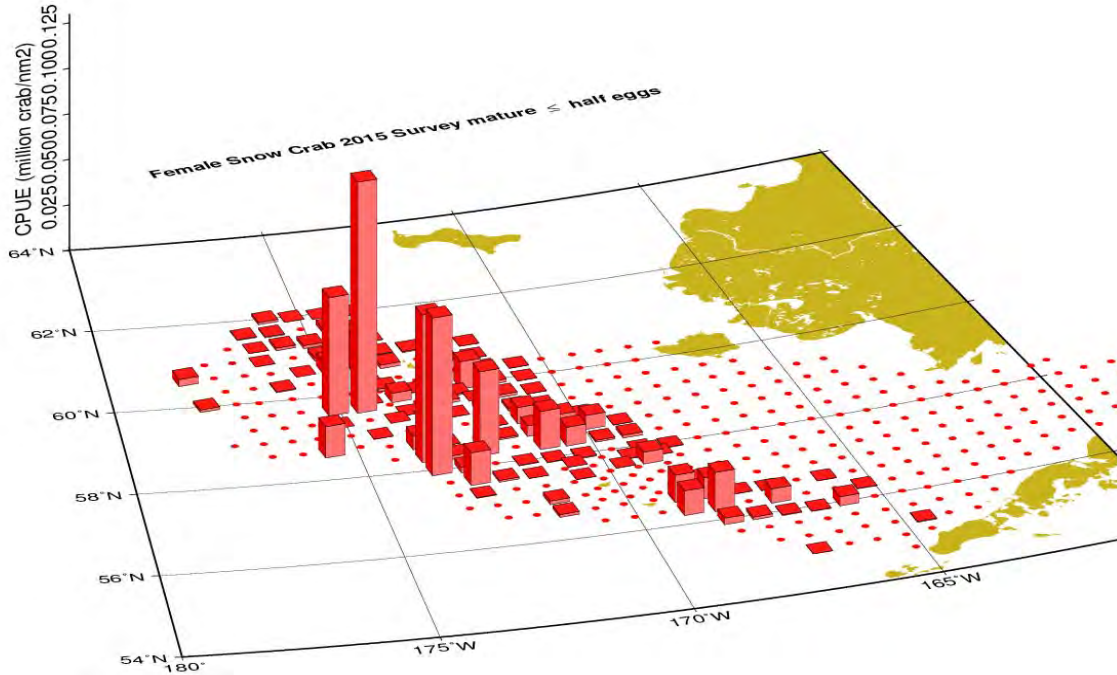 CPUE (million crab/nm2)
0.0250.0500.0750.1000.125
Female Snow Crab 2015 Survey mature ≤ half eggs
64°N
62°N
60°N
58°N
56°N
54°N
180°
175°W
170°W
165°W